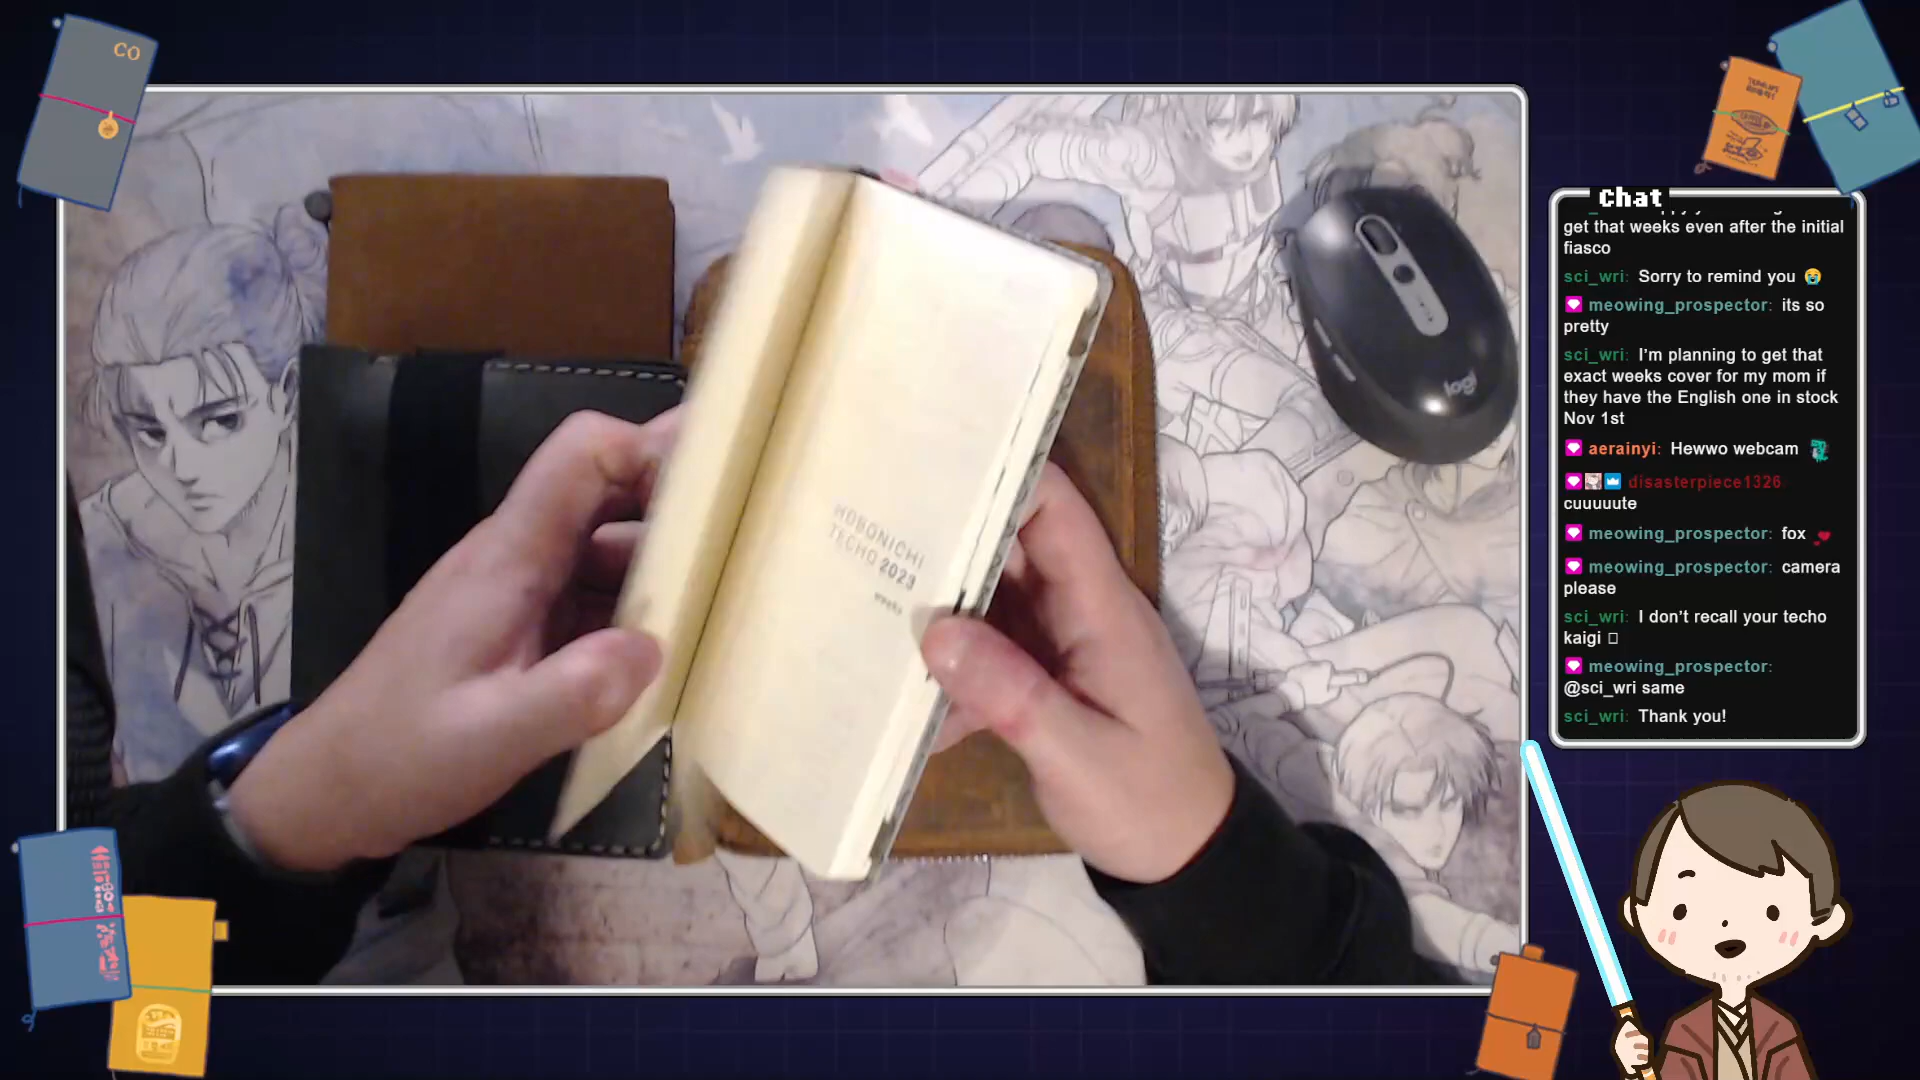 CO
chat
get that weeks even after the initial
fiasco
sci_wri: Sorry to remind you 😭
meowing_prospector: its so
pretty
sci_wri: I'm planning to get that
exact weeks cover for my mom if
they have the English one in stock
Nov 1st
aerainyi: Hewwo webcam
disasterpiece1326
cuuuuute
meowing_prospector: fox
meowing_prospector: camera
please
sci_wri: I don't recall your techo
kaigi
meowing_prospector:
@sci_wri same
sci_wri: Thank you!
logi
HOBONICHI
TECHO 2023
weeks